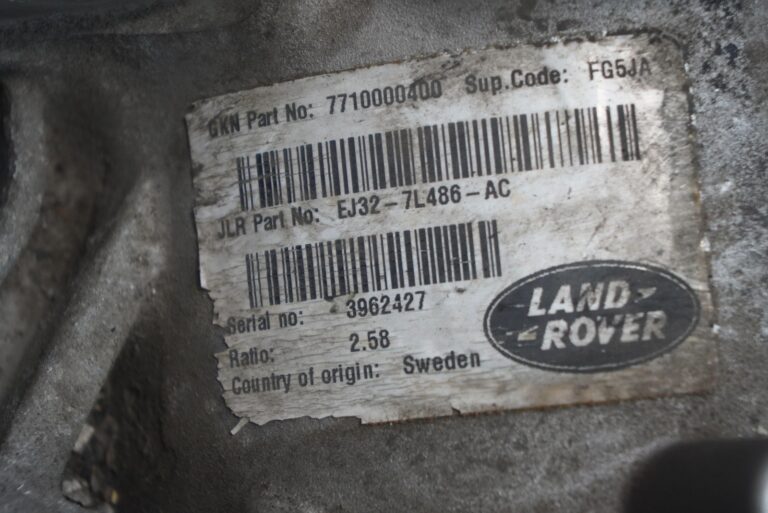 GKN Part No: 7710000400 Sup.Code: FG5JA
JLR Part No: EJ32-7L486-AC
Serial no: 3962427
Ratio: 2.58
Country of origin: Sweden
LAND
ROVER